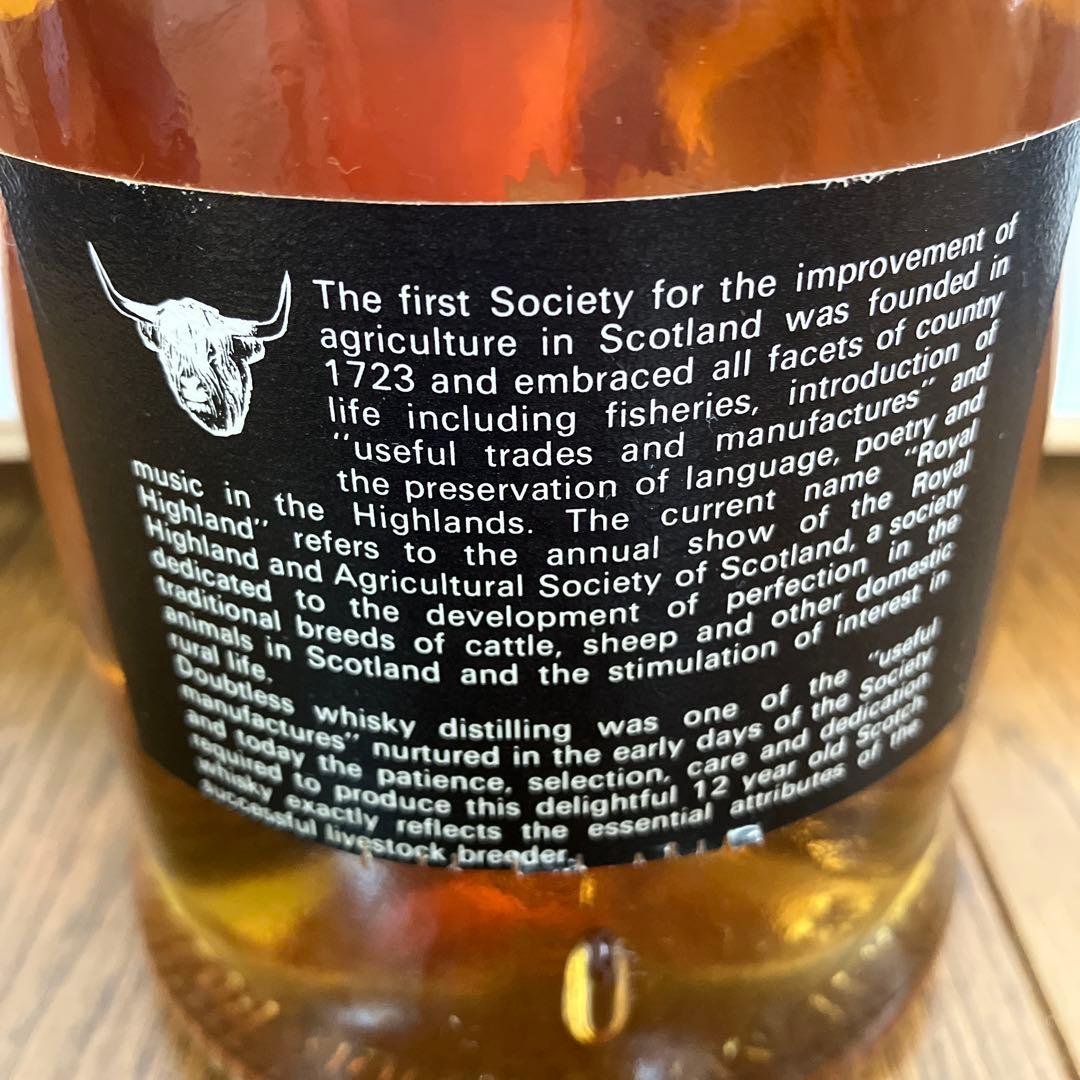 The first Society for the improvement of
agriculture in Scotland was founded in
1723 and embraced all facets of country
life including fisheries, introduction of
"useful trades and manufactures" and
the preservation of language, poetry and
music in the Highlands. The current name "Royal
Highland" refers to the annual show of the Royal
Highland and Agricultural Society of Scotland, a society
dedicated to the development of perfection in the
traditional breeds of cattle, sheep and other domestic
animals in Scotland and the stimulation of interest in
rural life.
Doubtless whisky distilling was one of the "useful
manufactures" nurtured in the early days of the Society
and today the patience, selection, care and dedication
required to produce this delightful 12 year old Scotch
whisky exactly reflects the essential attributes of the
successful livestock breeder.